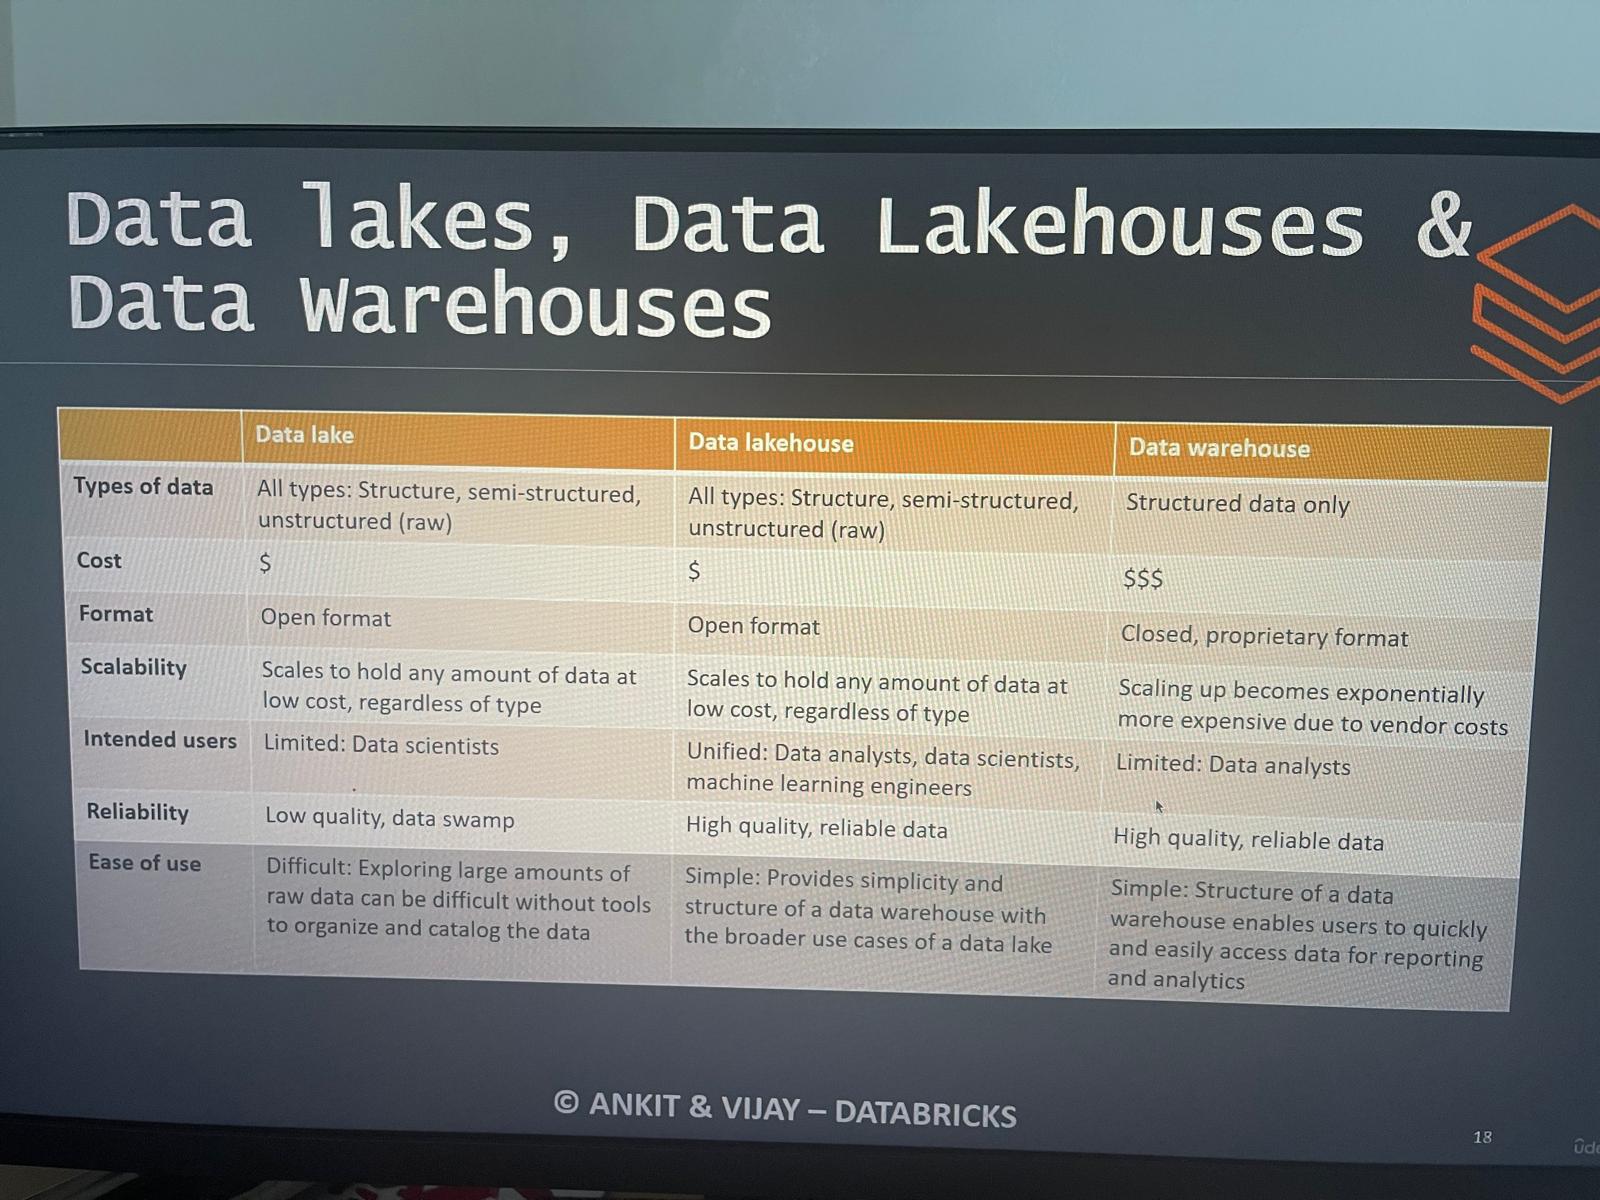 Data lakes, Data Lakehouses &
Data Warehouses
Data lake
Data lakehouse
Data warehouse
Types of data
All types: Structure, semi-structured,
unstructured (raw)
All types: Structure, semi-structured,
unstructured (raw)
Structured data only
Cost
$
$
$$$
Format
Open format
Open format
Closed, proprietary format
Scalability
Scales to hold any amount of data at
low cost, regardless of type
Scales to hold any amount of data at
low cost, regardless of type
Scaling up becomes exponentially
more expensive due to vendor costs
Intended users
Limited: Data scientists
Unified: Data analysts, data scientists,
machine learning engineers
Limited: Data analysts
Reliability
Low quality, data swamp
High quality, reliable data
High quality, reliable data
Ease of use
Difficult: Exploring large amounts of
raw data can be difficult without tools
to organize and catalog the data
Simple: Provides simplicity and
structure of a data warehouse with
the broader use cases of a data lake
Simple: Structure of a data
warehouse enables users to quickly
and easily access data for reporting
and analytics
© ANKIT & VIJAY – DATABRICKS
18